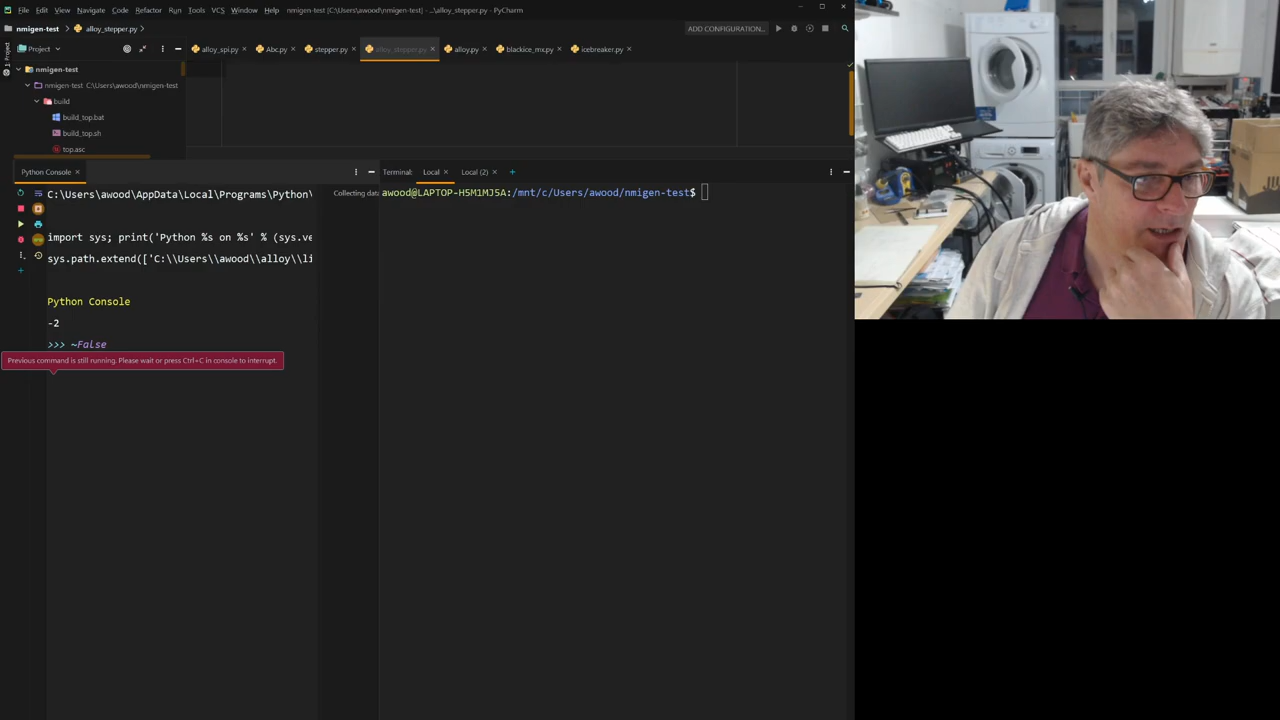 File Edit View Navigate Code Refactor Run Tools VCS Window Help nmigen-test [C:\Users\awood\nmigen-test] - ...\alloy_stepper.py - PyCharm
nmigen-test alloy_stepper.py ADD CONFIGURATION...
1: Project
Project alloy_spi.py Abc.py stepper.py alloy_stepper.py alloy.py blackice_mx.py icebreaker.py
nmigen-test
nmigen-test C:\Users\awood\nmigen-test
build
build_top.bat
build_top.sh
top.asc
Python Console Terminal: Local Local (2)
C:\Users\awood\AppData\Local\Programs\Python\
Collecting data
awood@LAPTOP-H5M1MJ5A:/mnt/c/Users/awood/nmigen-test$
import sys; print('Python %s on %s' % (sys.ve
sys.path.extend(['C:\\Users\\awood\\alloy\\li
Python Console
-2
>>> ~False
Previous command is still running. Please wait or press Ctrl+C in console to interrupt.